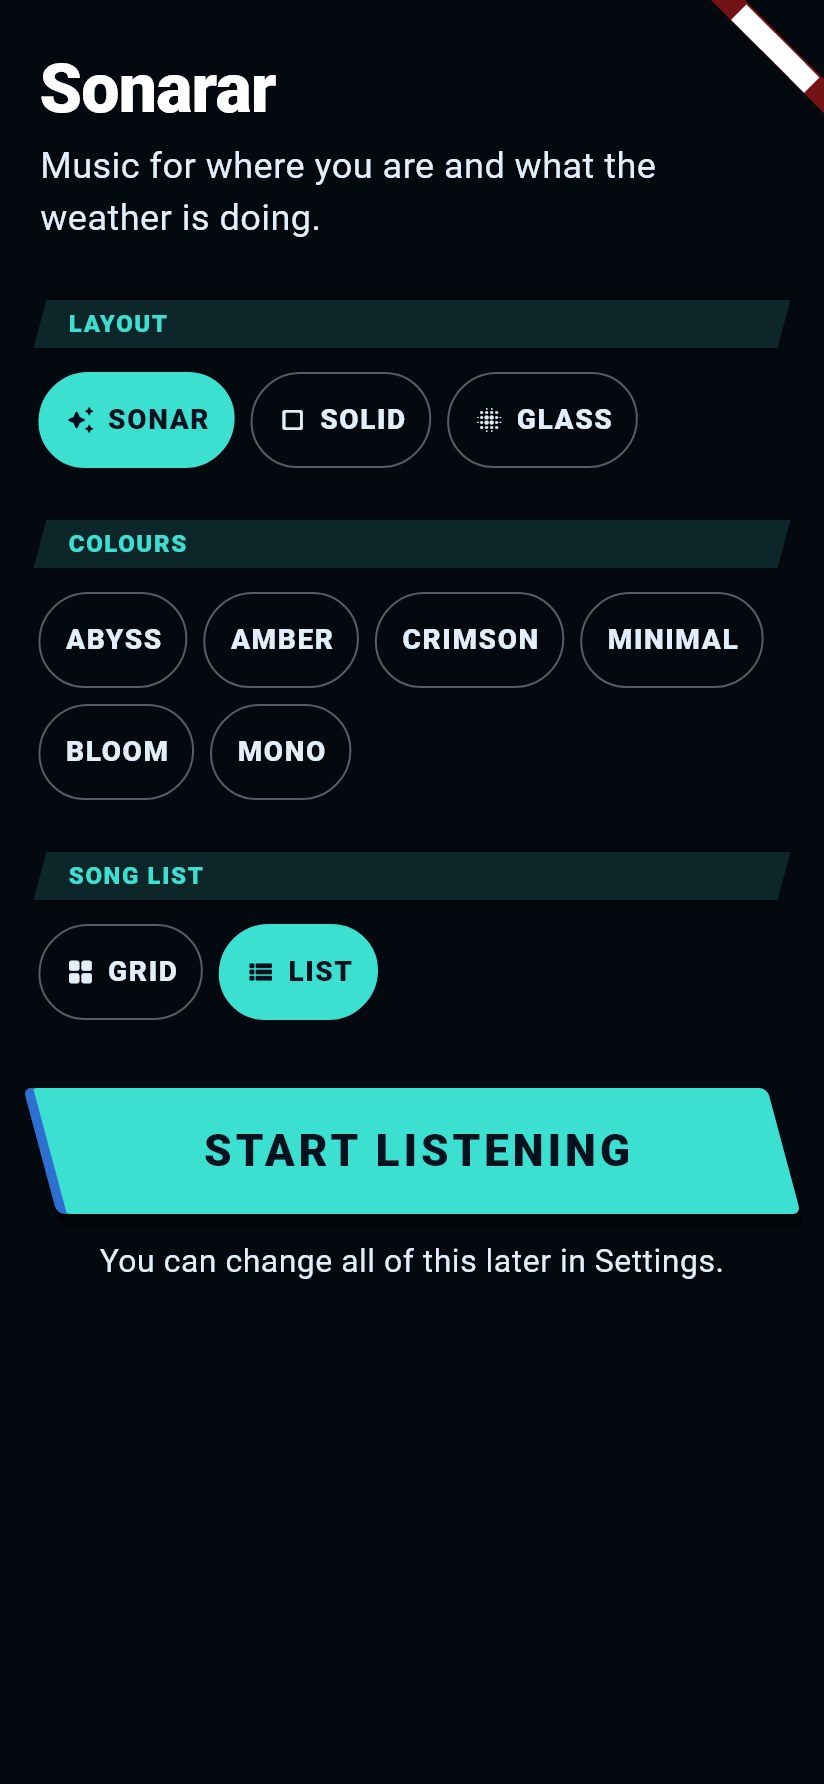 Sonarar
Music for where you are and what the
weather is doing.
LAYOUT
SONAR
SOLID
GLASS
COLOURS
ABYSS
AMBER
CRIMSON
MINIMAL
BLOOM
MONO
SONG LIST
GRID
LIST
START LISTENING
You can change all of this later in Settings.